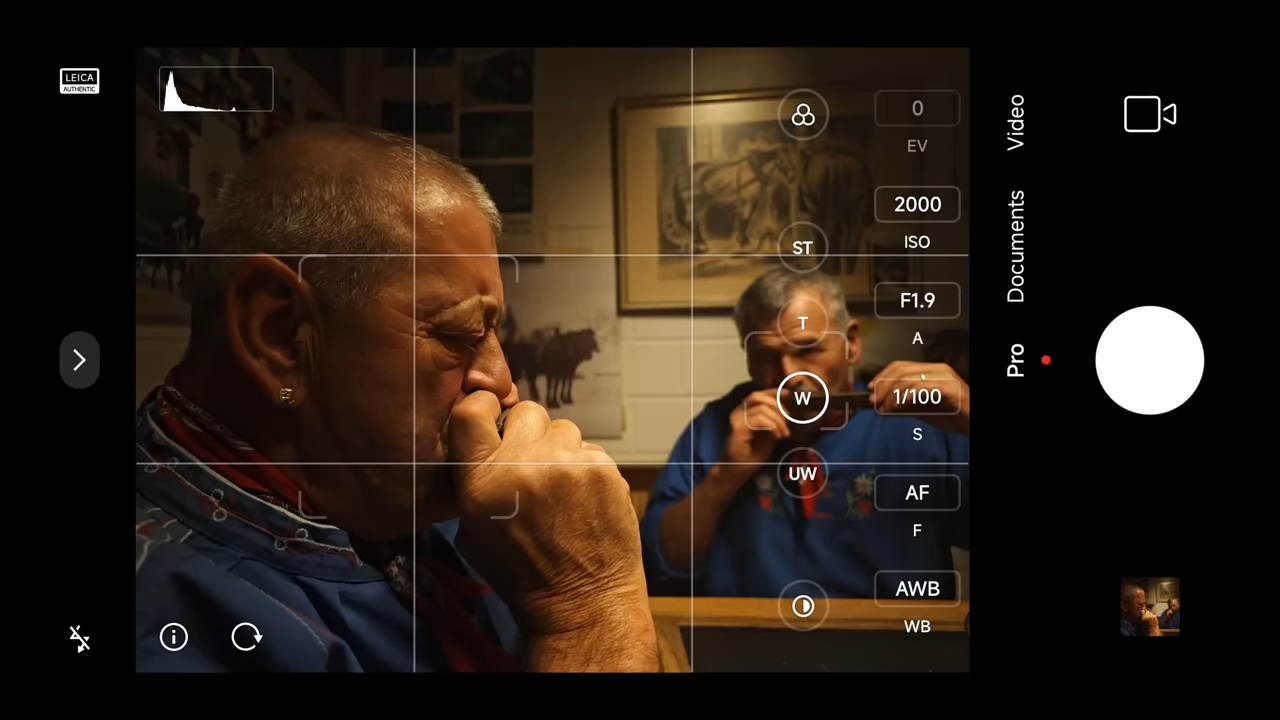 LEICA
AUTHENTIC
0
EV
2000
ISO
ST
F1.9
A
T
1/100
S
W
UW
AF
F
AWB
WB
Video
Documents
Pro